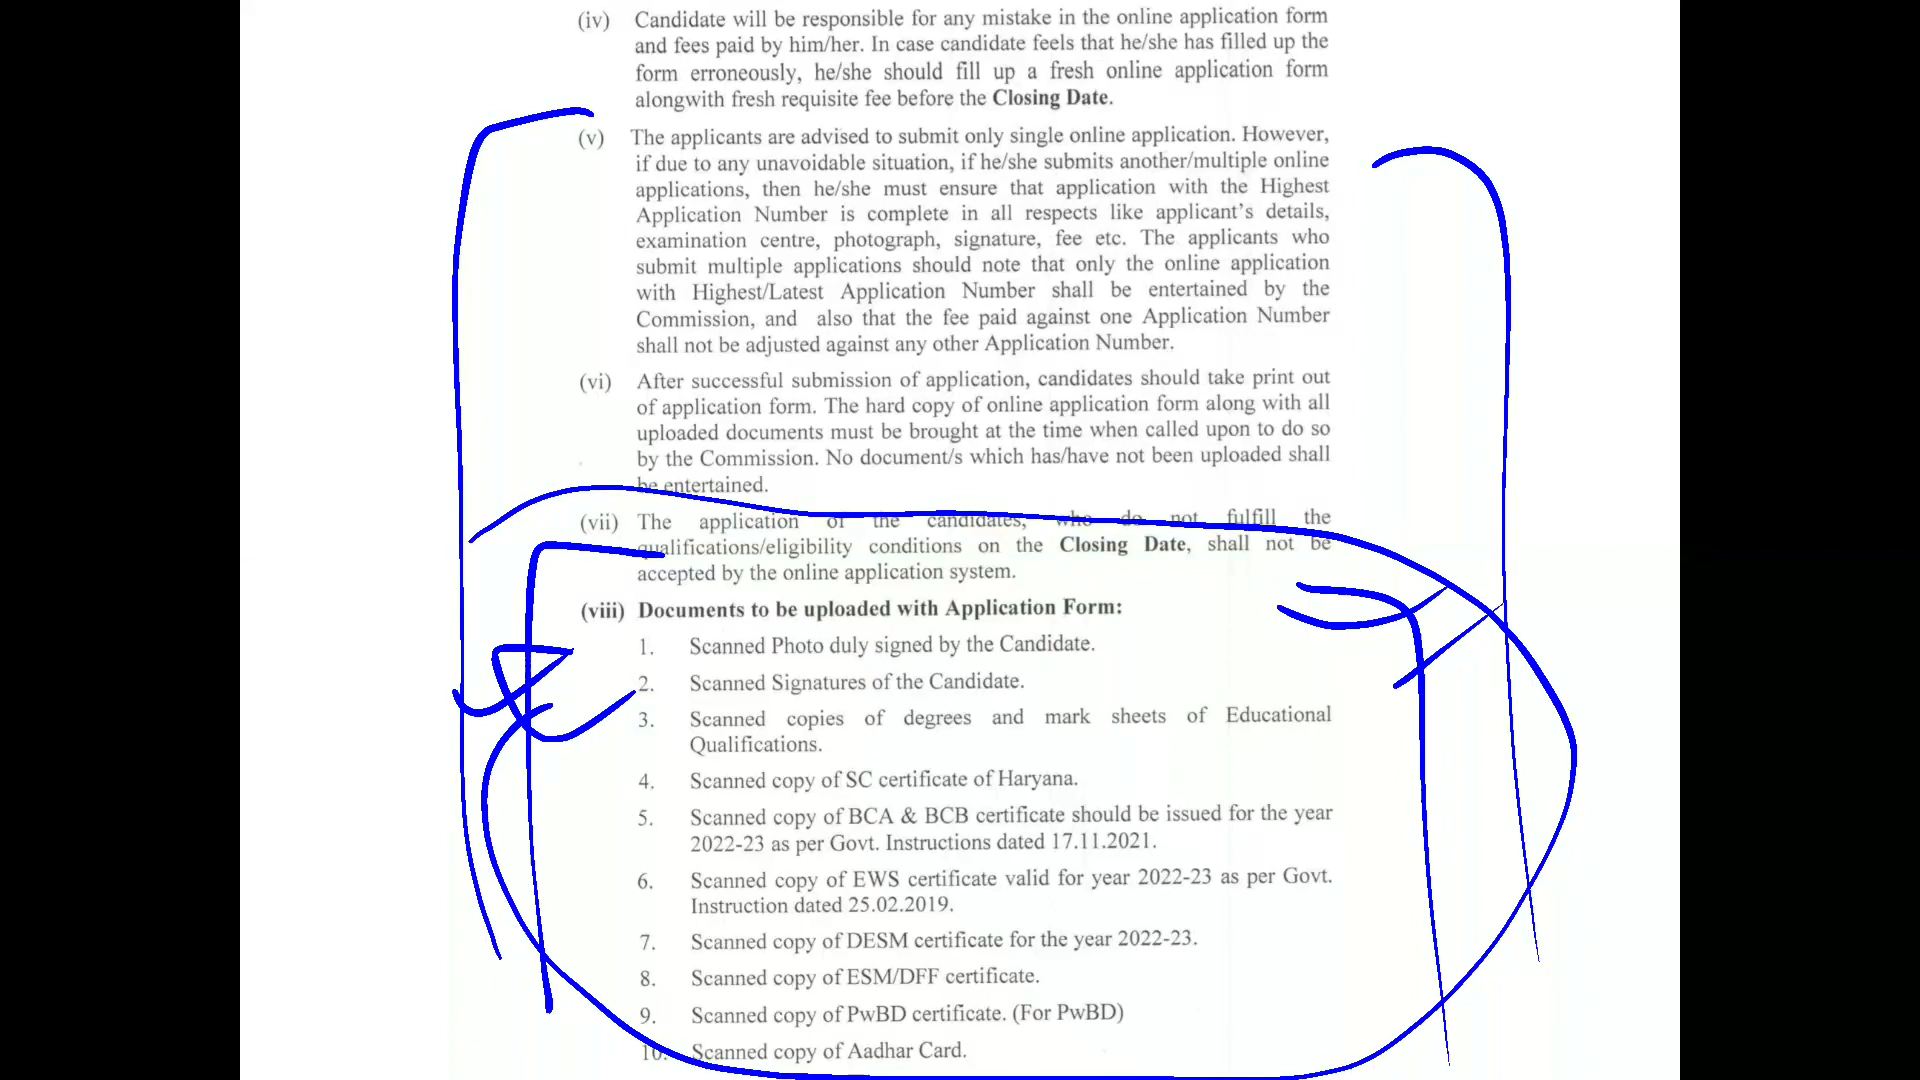 (iv) Candidate will be responsible for any mistake in the online application form
and fees paid by him/her. In case candidate feels that he/she has filled up the
form erroneously, he/she should fill up a fresh online application form
alongwith fresh requisite fee before the Closing Date.
(v) The applicants are advised to submit only single online application. However,
if due to any unavoidable situation, if he/she submits another/multiple online
applications, then he/she must ensure that application with the Highest
Application Number is complete in all respects like applicant's details,
examination centre, photograph, signature, fee etc. The applicants who
submit multiple applications should note that only the online application
with Highest/Latest Application Number shall be entertained by the
Commission, and also that the fee paid against one Application Number
shall not be adjusted against any other Application Number.
(vi) After successful submission of application, candidates should take print out
of application form. The hard copy of online application form along with all
uploaded documents must be brought at the time when called upon to do so
by the Commission. No document/s which has/have not been uploaded shall
be entertained.
(vii) The application of the candidates, who do not fulfill the
qualifications/eligibility conditions on the Closing Date, shall not be
accepted by the online application system.
(viii) Documents to be uploaded with Application Form:
1. Scanned Photo duly signed by the Candidate.
2. Scanned Signatures of the Candidate.
3. Scanned copies of degrees and mark sheets of Educational
Qualifications.
4. Scanned copy of SC certificate of Haryana.
5. Scanned copy of BCA & BCB certificate should be issued for the year
2022-23 as per Govt. Instructions dated 17.11.2021.
6. Scanned copy of EWS certificate valid for year 2022-23 as per Govt.
Instruction dated 25.02.2019.
7. Scanned copy of DESM certificate for the year 2022-23.
8. Scanned copy of ESM/DFF certificate.
9. Scanned copy of PwBD certificate. (For PwBD)
10. Scanned copy of Aadhar Card.